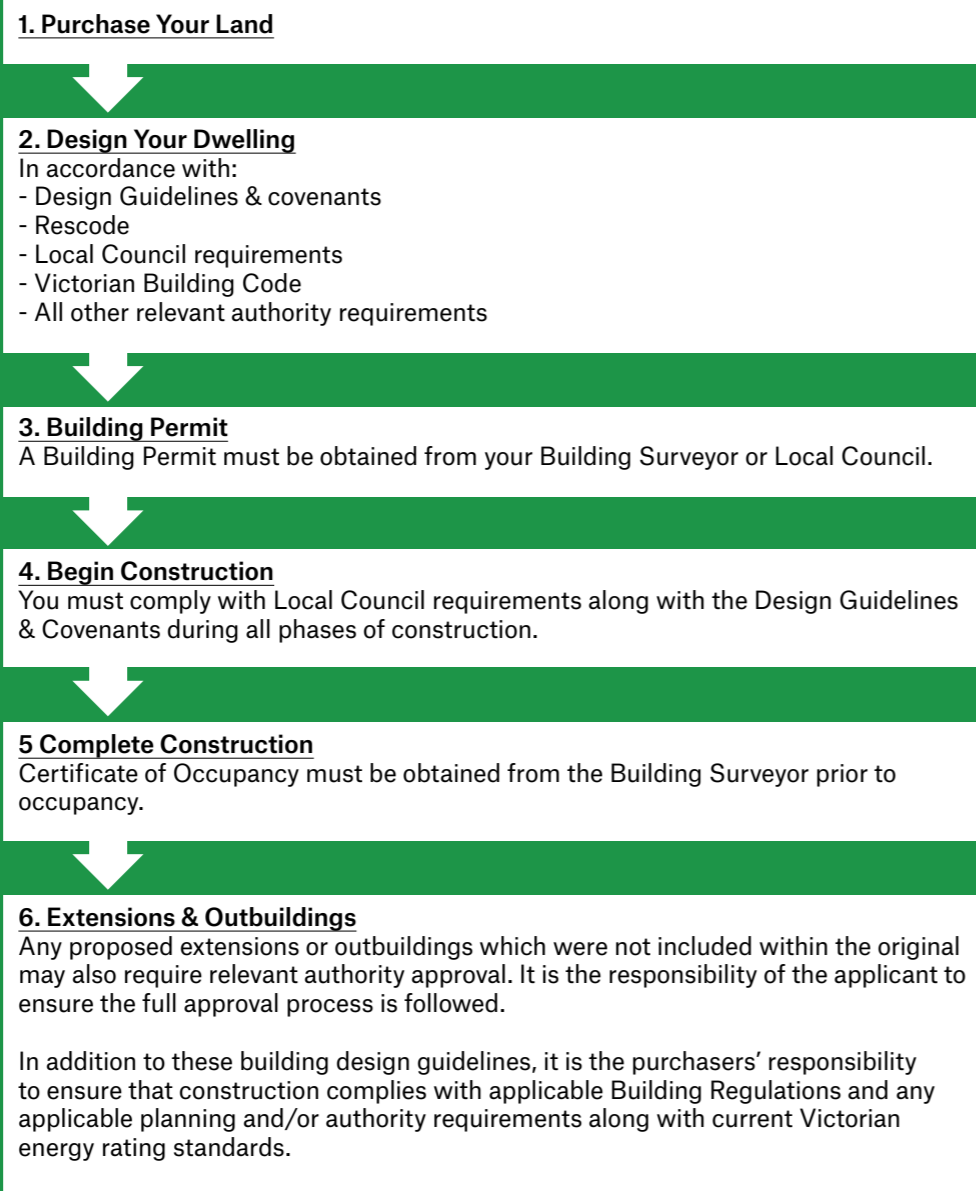 1. Purchase Your Land
2. Design Your Dwelling
In accordance with:
- Design Guidelines & covenants
- Rescode
- Local Council requirements
- Victorian Building Code
- All other relevant authority requirements
3. Building Permit
A Building Permit must be obtained from your Building Surveyor or Local Council.
4. Begin Construction
You must comply with Local Council requirements along with the Design Guidelines
& Covenants during all phases of construction.
5 Complete Construction
Certificate of Occupancy must be obtained from the Building Surveyor prior to
occupancy.
6. Extensions & Outbuildings
Any proposed extensions or outbuildings which were not included within the original
may also require relevant authority approval. It is the responsibility of the applicant to
ensure the full approval process is followed.
In addition to these building design guidelines, it is the purchasers’ responsibility
to ensure that construction complies with applicable Building Regulations and any
applicable planning and/or authority requirements along with current Victorian
energy rating standards.